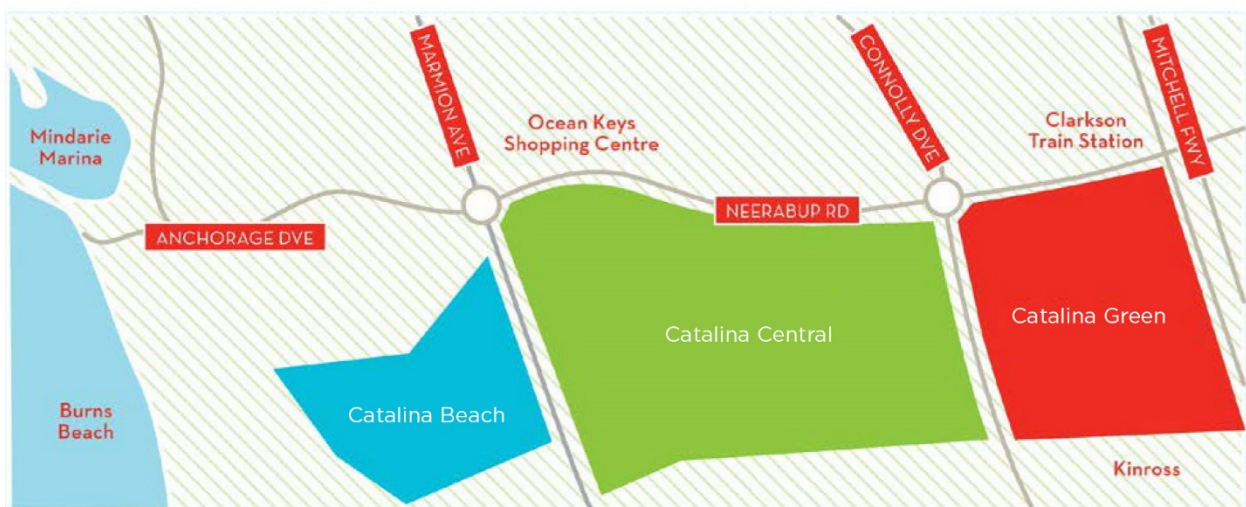 MARMION AVE
CONNOLLY DVE
MITCHELL FWY
Mindarie
Marina
Ocean Keys
Shopping Centre
Clarkson
Train Station
ANCHORAGE DVE
NEERABUP RD
Catalina Beach
Catalina Central
Catalina Green
Burns
Beach
Kinross